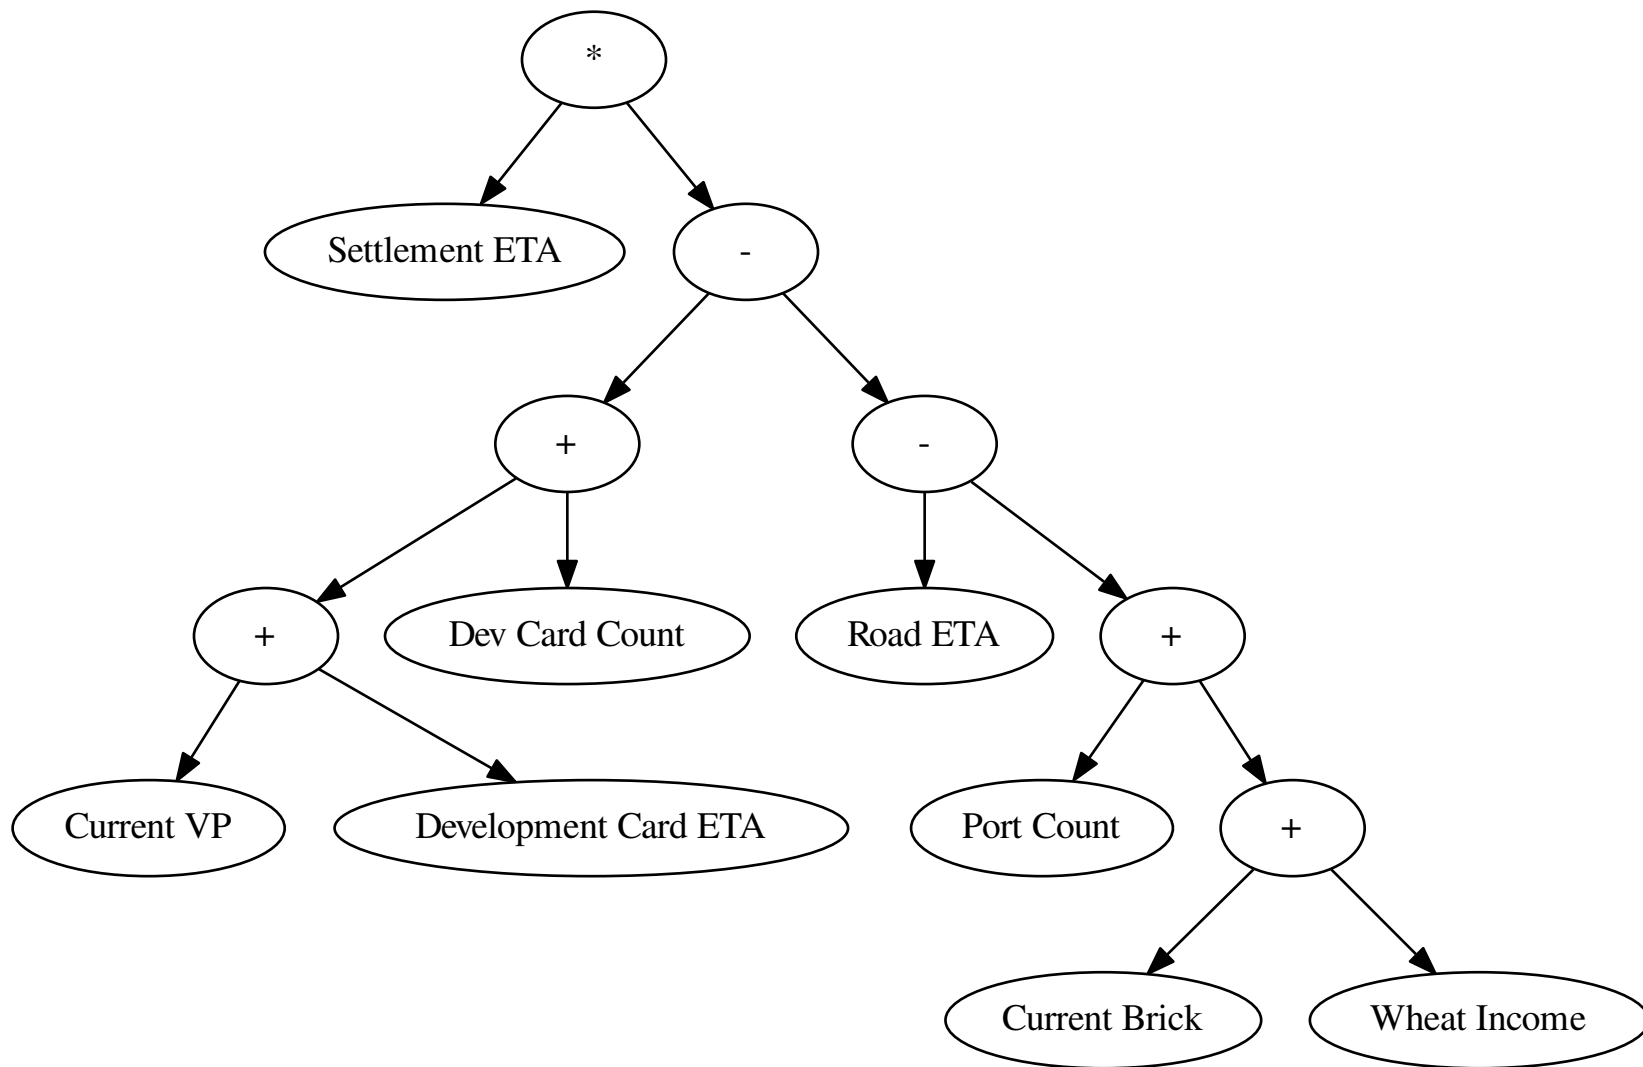 *
Settlement ETA
-
+
-
+
Dev Card Count
Road ETA
+
Current VP
Development Card ETA
Port Count
+
Current Brick
Wheat Income